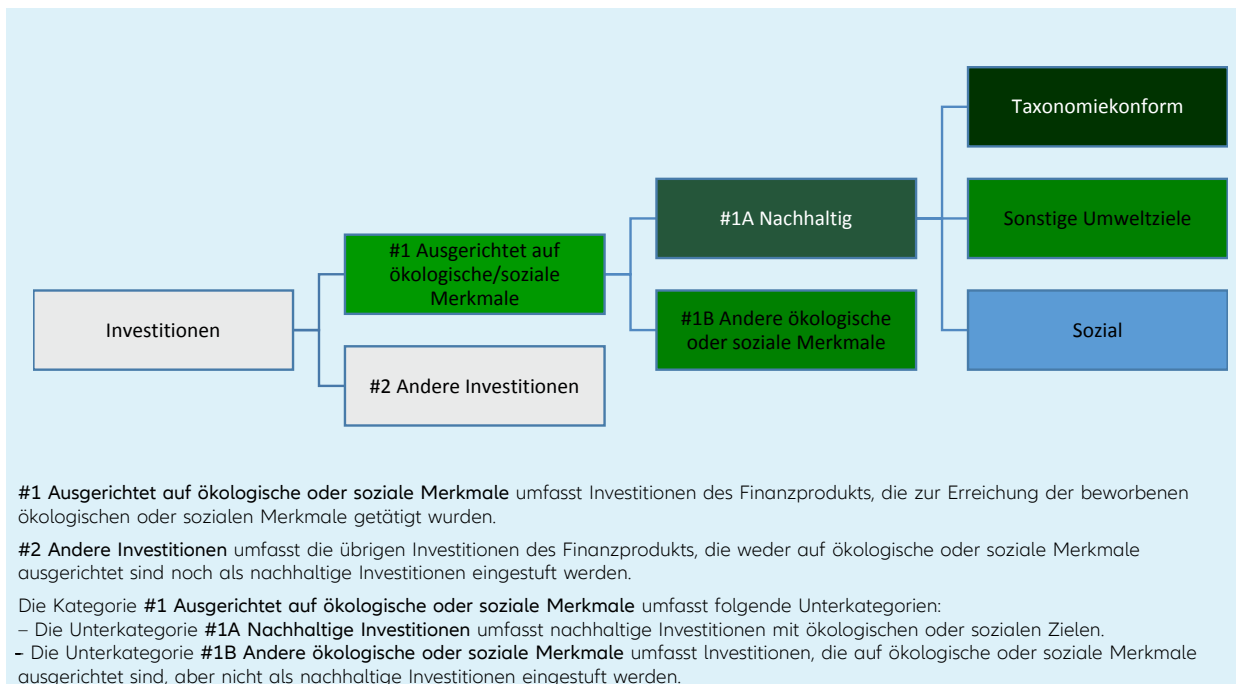 Taxonomiekonform
#1A Nachhaltig
Sonstige Umweltziele
#1 Ausgerichtet auf
ökologische/soziale
Merkmale
Investitionen
#1B Andere ökologische
oder soziale Merkmale
Sozial
#2 Andere Investitionen
#1 Ausgerichtet auf ökologische oder soziale Merkmale umfasst Investitionen des Finanzprodukts, die zur Erreichung der beworbenen
ökologischen oder sozialen Merkmale getätigt wurden.
#2 Andere Investitionen umfasst die übrigen Investitionen des Finanzprodukts, die weder auf ökologische oder soziale Merkmale
ausgerichtet sind noch als nachhaltige Investitionen eingestuft werden.
Die Kategorie #1 Ausgerichtet auf ökologische oder soziale Merkmale umfasst folgende Unterkategorien:
– Die Unterkategorie #1A Nachhaltige Investitionen umfasst nachhaltige Investitionen mit ökologischen oder sozialen Zielen.
- Die Unterkategorie #1B Andere ökologische oder soziale Merkmale umfasst Investitionen, die auf ökologische oder soziale Merkmale
ausgerichtet sind, aber nicht als nachhaltige Investitionen eingestuft werden.